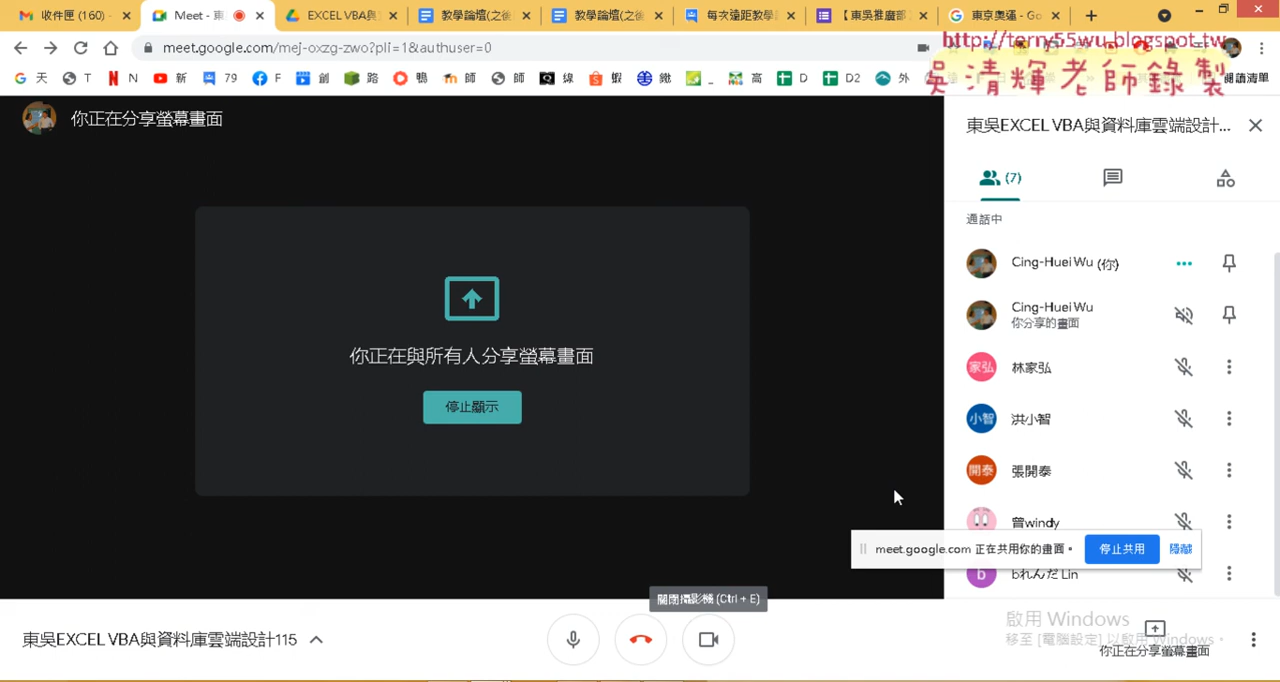 收件匣 (160)
Meet - 東
EXCEL VBA與
教學論壇(之後
教學論壇(之後
每次遠距教學
【東吳推廣部
東京奧運 - Go
meet.google.com/mej-oxzg-zwo?pli=1&authuser=0
http://terry55wu.blogspot.tw
吳清輝老師錄製
天
T
N
新
79
F
創
路
鴨
師
師
線
蝦
高
D
D2
外
閱讀清單
你正在分享螢幕畫面
東吳EXCEL VBA與資料庫雲端設計...
(7)
通話中
Cing-Huei Wu (你)
Cing-Huei Wu
你分享的畫面
你正在與所有人分享螢幕畫面
停止顯示
家弘 林家弘
小智 洪小智
開泰 張開泰
曾windy
meet.google.com 正在共用你的畫面。
停止共用
隱藏
b bれんだ Lin
關閉攝影機 (Ctrl + E)
東吳EXCEL VBA與資料庫雲端設計115
啟用 Windows
移至 [電腦設定] 以啟用 Windows。
你正在分享螢幕畫面